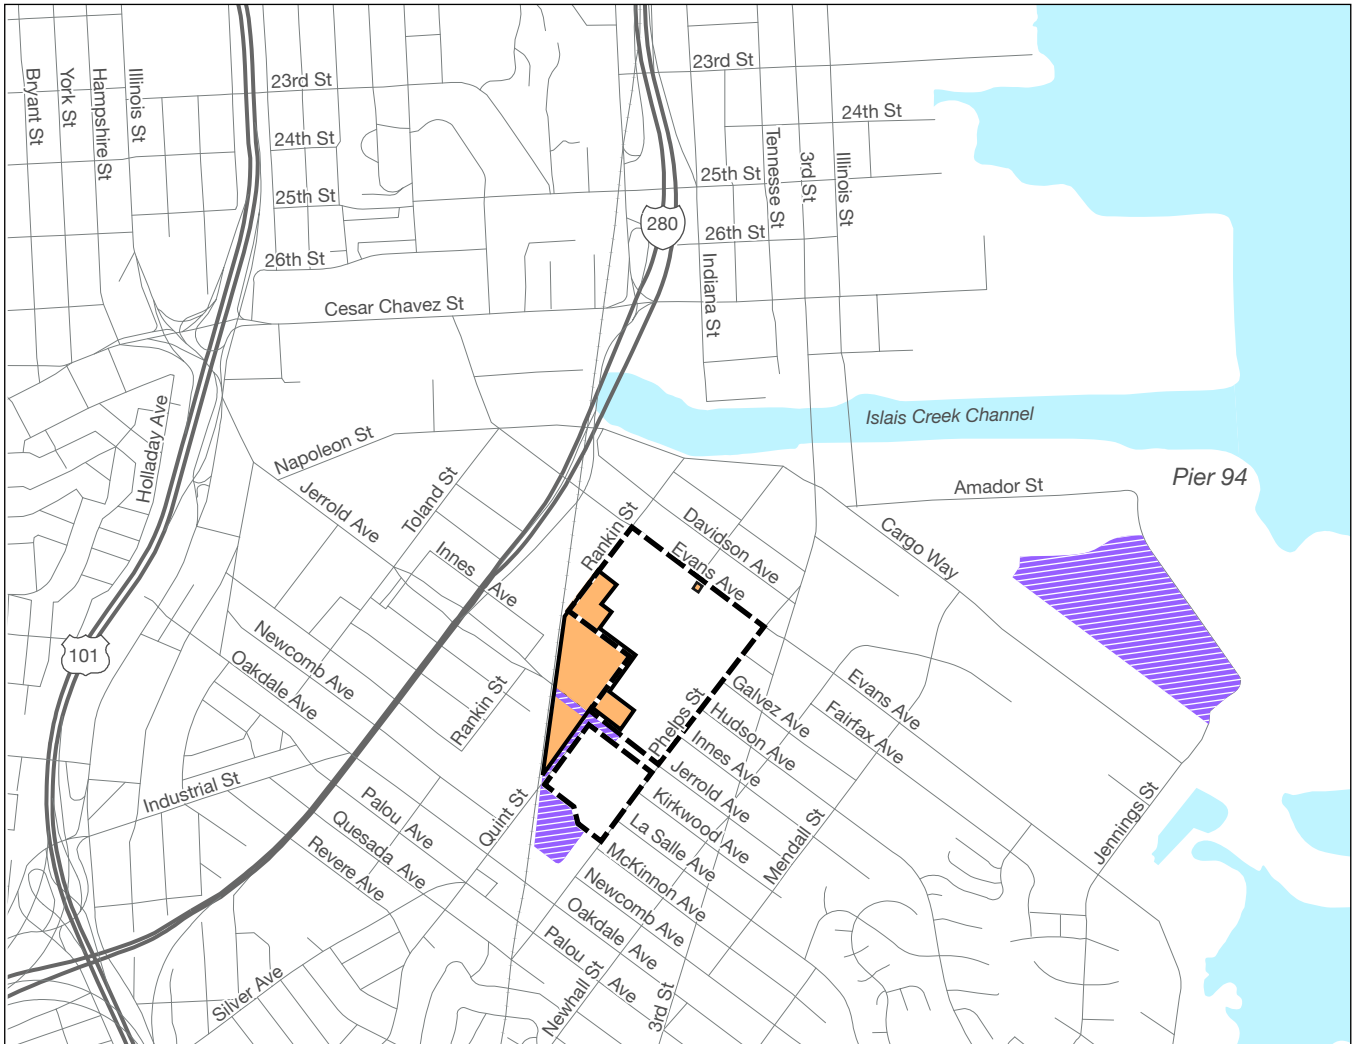 23rd St
23rd St
Bryant St
York St
Hampshire St
Illinois St
24th St
24th St
Tennesse St
3rd St
Illinois St
25th St
25th St
280
26th St
26th St
Indiana St
Cesar Chavez St
Holladay Ave
Islais Creek Channel
Napoleon St
Pier 94
Amador St
Jerrold Ave
Toland St
Rankin St
Davidson Ave
Cargo Way
Evans Ave
Innes Ave
101
Newcomb Ave
Oakdale Ave
Rankin St
Phelps St
Galvez Ave
Hudson Ave
Innes Ave
Evans Ave
Fairfax Ave
Jerrold Ave
Kirkwood Ave
La Salle Ave
Industrial St
Palou Ave
Quesada Ave
Revere Ave
Quint St
Mendall St
Jennings St
McKinnon Ave
Newcomb Ave
Oakdale Ave
Palou Ave
Silver Ave
Newhall St
3rd St